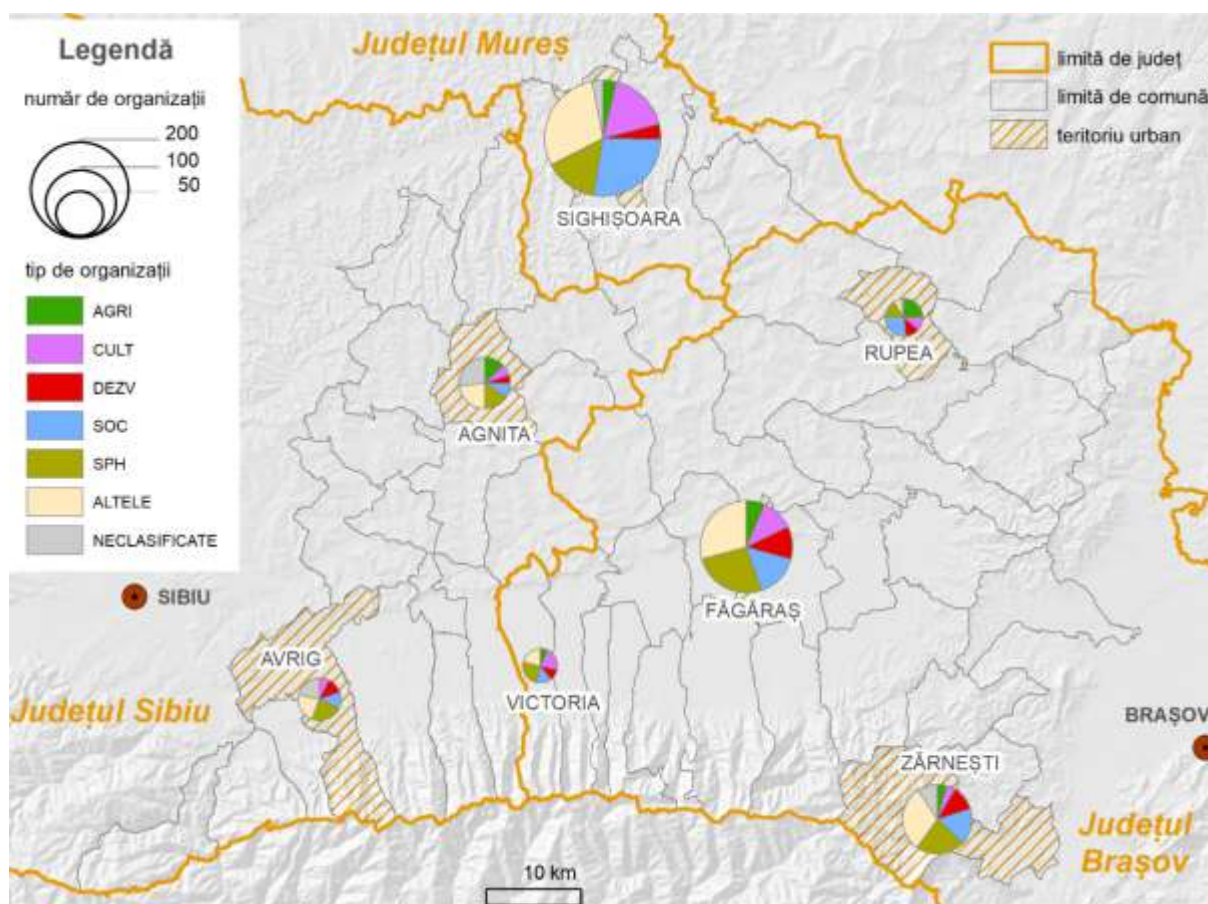 Legendă
număr de organizații
200
100
50
tip de organizații
AGRI
CULT
DEZV
SOC
SPH
ALTELE
NECLASIFICATE
Județul Mureș
limită de județ
limită de comună
teritoriu urban
SIGHIȘOARA
RUPEA
AGNITA
FĂGĂRAȘ
SIBIU
AVRIG
VICTORIA
Județul Sibiu
BRAȘOV
ZĂRNEȘTI
Județul
Brașov
10 km